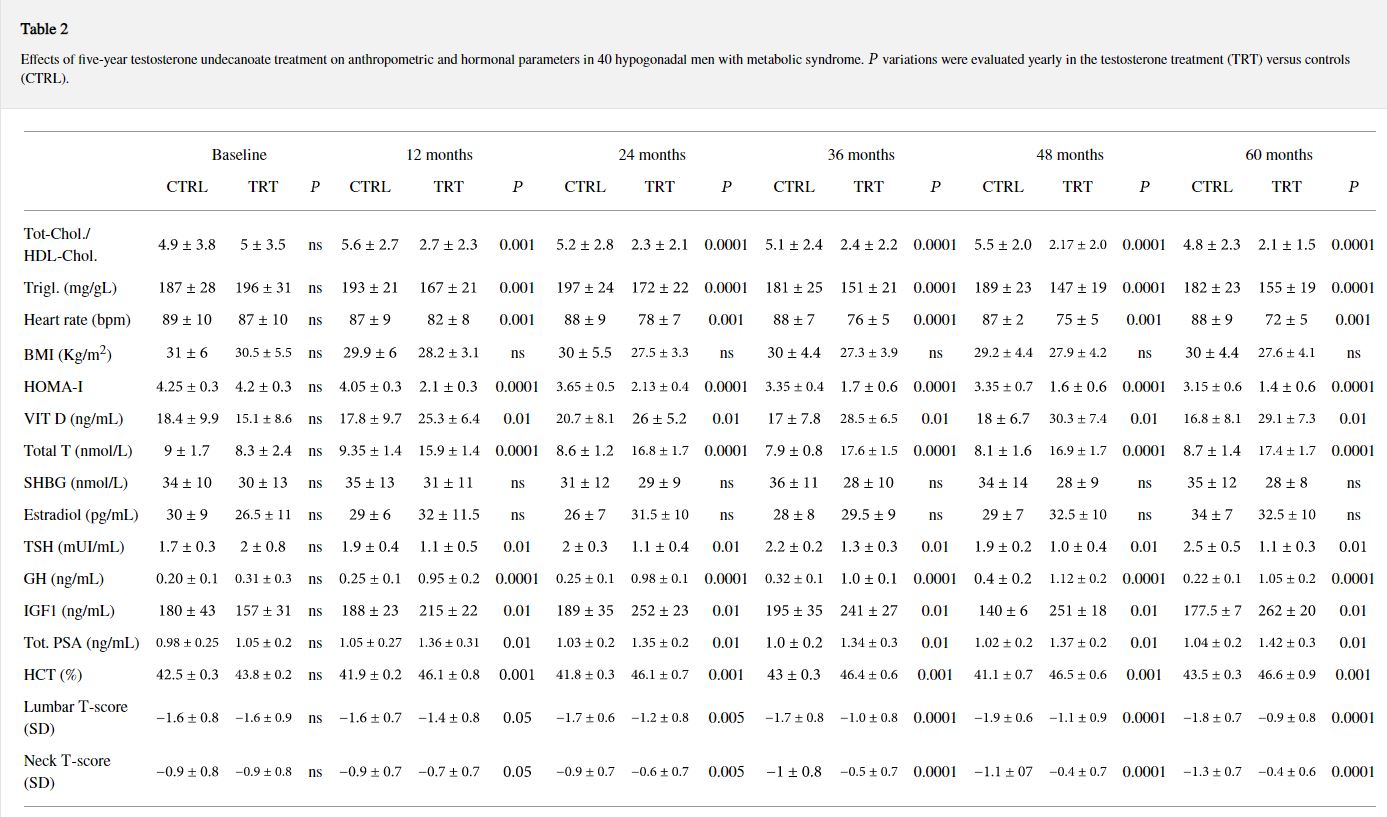 Table 2
Effects of five-year testosterone undecanoate treatment on anthropometric and hormonal parameters in 40 hypogonadal men with metabolic syndrome. P variations were evaluated yearly in the testosterone treatment (TRT) versus controls
(CTRL).
Baseline 12 months 24 months 36 months 48 months 60 months
CTRL TRT P CTRL TRT P CTRL TRT P CTRL TRT P CTRL TRT P CTRL TRT P
Tot-Chol./
HDL-Chol. 4.9 ± 3.8 5 ± 3.5 ns 5.6 ± 2.7 2.7 ± 2.3 0.001 5.2 ± 2.8 2.3 ± 2.1 0.0001 5.1 ± 2.4 2.4 ± 2.2 0.0001 5.5 ± 2.0 2.17 ± 2.0 0.0001 4.8 ± 2.3 2.1 ± 1.5 0.0001
Trigl. (mg/gL) 187 ± 28 196 ± 31 ns 193 ± 21 167 ± 21 0.001 197 ± 24 172 ± 22 0.0001 181 ± 25 151 ± 21 0.0001 189 ± 23 147 ± 19 0.0001 182 ± 23 155 ± 19 0.0001
Heart rate (bpm) 89 ± 10 87 ± 10 ns 87 ± 9 82 ± 8 0.001 88 ± 9 78 ± 7 0.001 88 ± 7 76 ± 5 0.0001 87 ± 2 75 ± 5 0.001 88 ± 9 72 ± 5 0.001
BMI (Kg/m²) 31 ± 6 30.5 ± 5.5 ns 29.9 ± 6 28.2 ± 3.1 ns 30 ± 5.5 27.5 ± 3.3 ns 30 ± 4.4 27.3 ± 3.9 ns 29.2 ± 4.4 27.9 ± 4.2 ns 30 ± 4.4 27.6 ± 4.1 ns
HOMA-I 4.25 ± 0.3 4.2 ± 0.3 ns 4.05 ± 0.3 2.1 ± 0.3 0.0001 3.65 ± 0.5 2.13 ± 0.4 0.0001 3.35 ± 0.4 1.7 ± 0.6 0.0001 3.35 ± 0.7 1.6 ± 0.6 0.0001 3.15 ± 0.6 1.4 ± 0.6 0.0001
VIT D (ng/mL) 18.4 ± 9.9 15.1 ± 8.6 ns 17.8 ± 9.7 25.3 ± 6.4 0.01 20.7 ± 8.1 26 ± 5.2 0.01 17 ± 7.8 28.5 ± 6.5 0.01 18 ± 6.7 30.3 ± 7.4 0.01 16.8 ± 8.1 29.1 ± 7.3 0.01
Total T (nmol/L) 9 ± 1.7 8.3 ± 2.4 ns 9.35 ± 1.4 15.9 ± 1.4 0.0001 8.6 ± 1.2 16.8 ± 1.7 0.0001 7.9 ± 0.8 17.6 ± 1.5 0.0001 8.1 ± 1.6 16.9 ± 1.7 0.0001 8.7 ± 1.4 17.4 ± 1.7 0.0001
SHBG (nmol/L) 34 ± 10 30 ± 13 ns 35 ± 13 31 ± 11 ns 31 ± 12 29 ± 9 ns 36 ± 11 28 ± 10 ns 34 ± 14 28 ± 9 ns 35 ± 12 28 ± 8 ns
Estradiol (pg/mL) 30 ± 9 26.5 ± 11 ns 29 ± 6 32 ± 11.5 ns 26 ± 7 31.5 ± 10 ns 28 ± 8 29.5 ± 9 ns 29 ± 7 32.5 ± 10 ns 34 ± 7 32.5 ± 10 ns
TSH (mUI/mL) 1.7 ± 0.3 2 ± 0.8 ns 1.9 ± 0.4 1.1 ± 0.5 0.01 2 ± 0.3 1.1 ± 0.4 0.01 2.2 ± 0.2 1.3 ± 0.3 0.01 1.9 ± 0.2 1.0 ± 0.4 0.01 2.5 ± 0.5 1.1 ± 0.3 0.01
GH (ng/mL) 0.20 ± 0.1 0.31 ± 0.3 ns 0.25 ± 0.1 0.95 ± 0.2 0.0001 0.25 ± 0.1 0.98 ± 0.1 0.0001 0.32 ± 0.1 1.0 ± 0.1 0.0001 0.4 ± 0.2 1.12 ± 0.2 0.0001 0.22 ± 0.1 1.05 ± 0.2 0.0001
IGF1 (ng/mL) 180 ± 43 157 ± 31 ns 188 ± 23 215 ± 22 0.01 189 ± 35 252 ± 23 0.01 195 ± 35 241 ± 27 0.01 140 ± 6 251 ± 18 0.01 177.5 ± 7 262 ± 20 0.01
Tot. PSA (ng/mL) 0.98 ± 0.25 1.05 ± 0.2 ns 1.05 ± 0.27 1.36 ± 0.31 0.01 1.03 ± 0.2 1.35 ± 0.2 0.01 1.0 ± 0.2 1.34 ± 0.3 0.01 1.02 ± 0.2 1.37 ± 0.2 0.01 1.04 ± 0.2 1.42 ± 0.3 0.01
HCT (%) 42.5 ± 0.3 43.8 ± 0.2 ns 41.9 ± 0.2 46.1 ± 0.8 0.001 41.8 ± 0.3 46.1 ± 0.7 0.001 43 ± 0.3 46.4 ± 0.6 0.001 41.1 ± 0.7 46.5 ± 0.6 0.001 43.5 ± 0.3 46.6 ± 0.9 0.001
Lumbar T-score
(SD) −1.6 ± 0.8 −1.6 ± 0.9 ns −1.6 ± 0.7 −1.4 ± 0.8 0.05 −1.7 ± 0.6 −1.2 ± 0.8 0.005 −1.7 ± 0.8 −1.0 ± 0.8 0.0001 −1.9 ± 0.6 −1.1 ± 0.9 0.0001 −1.8 ± 0.7 −0.9 ± 0.8 0.0001
Neck T-score
(SD) −0.9 ± 0.8 −0.9 ± 0.8 ns −0.9 ± 0.7 −0.7 ± 0.7 0.05 −0.9 ± 0.7 −0.6 ± 0.7 0.005 −1 ± 0.8 −0.5 ± 0.7 0.0001 −1.1 ± 07 −0.4 ± 0.7 0.0001 −1.3 ± 0.7 −0.4 ± 0.6 0.0001